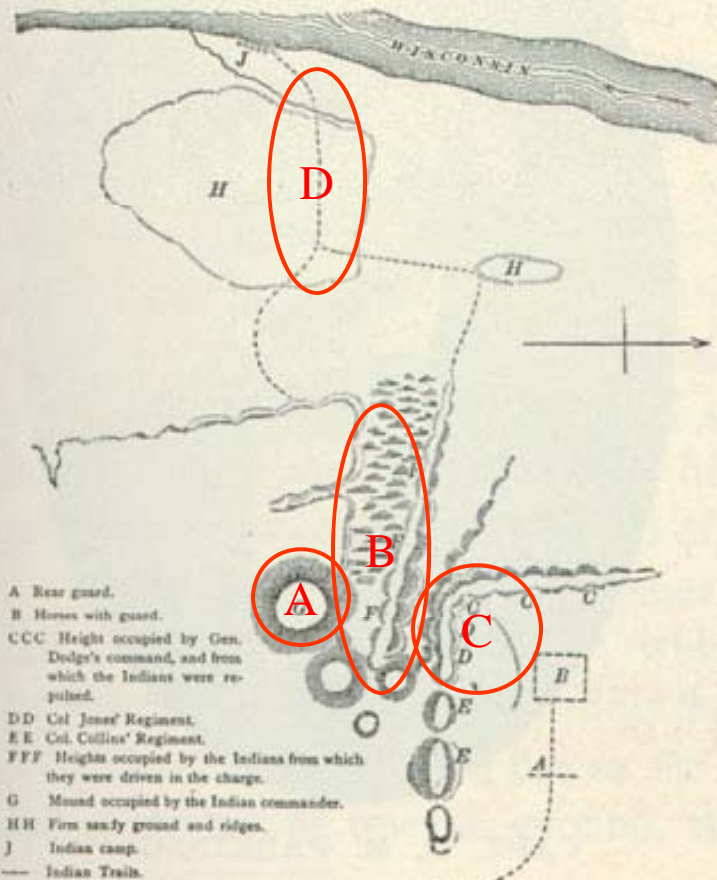 WISCONSIN
J
H
D
H
F
F
B
F
A
G
C
C
C
C
D
B
E
E
A
A Rear guard.
B Horses with guard.
CCC Height occupied by Gen.
Dodge's command, and from
which the Indians were re-
pulsed.
DD Col Jones' Regiment.
EE Col. Collins' Regiment.
FFF Heights occupied by the Indians from which
they were driven in the charge.
G Mound occupied by the Indian commander.
HH Firm sandy ground and ridges.
J Indian camp.
Indian Trails.